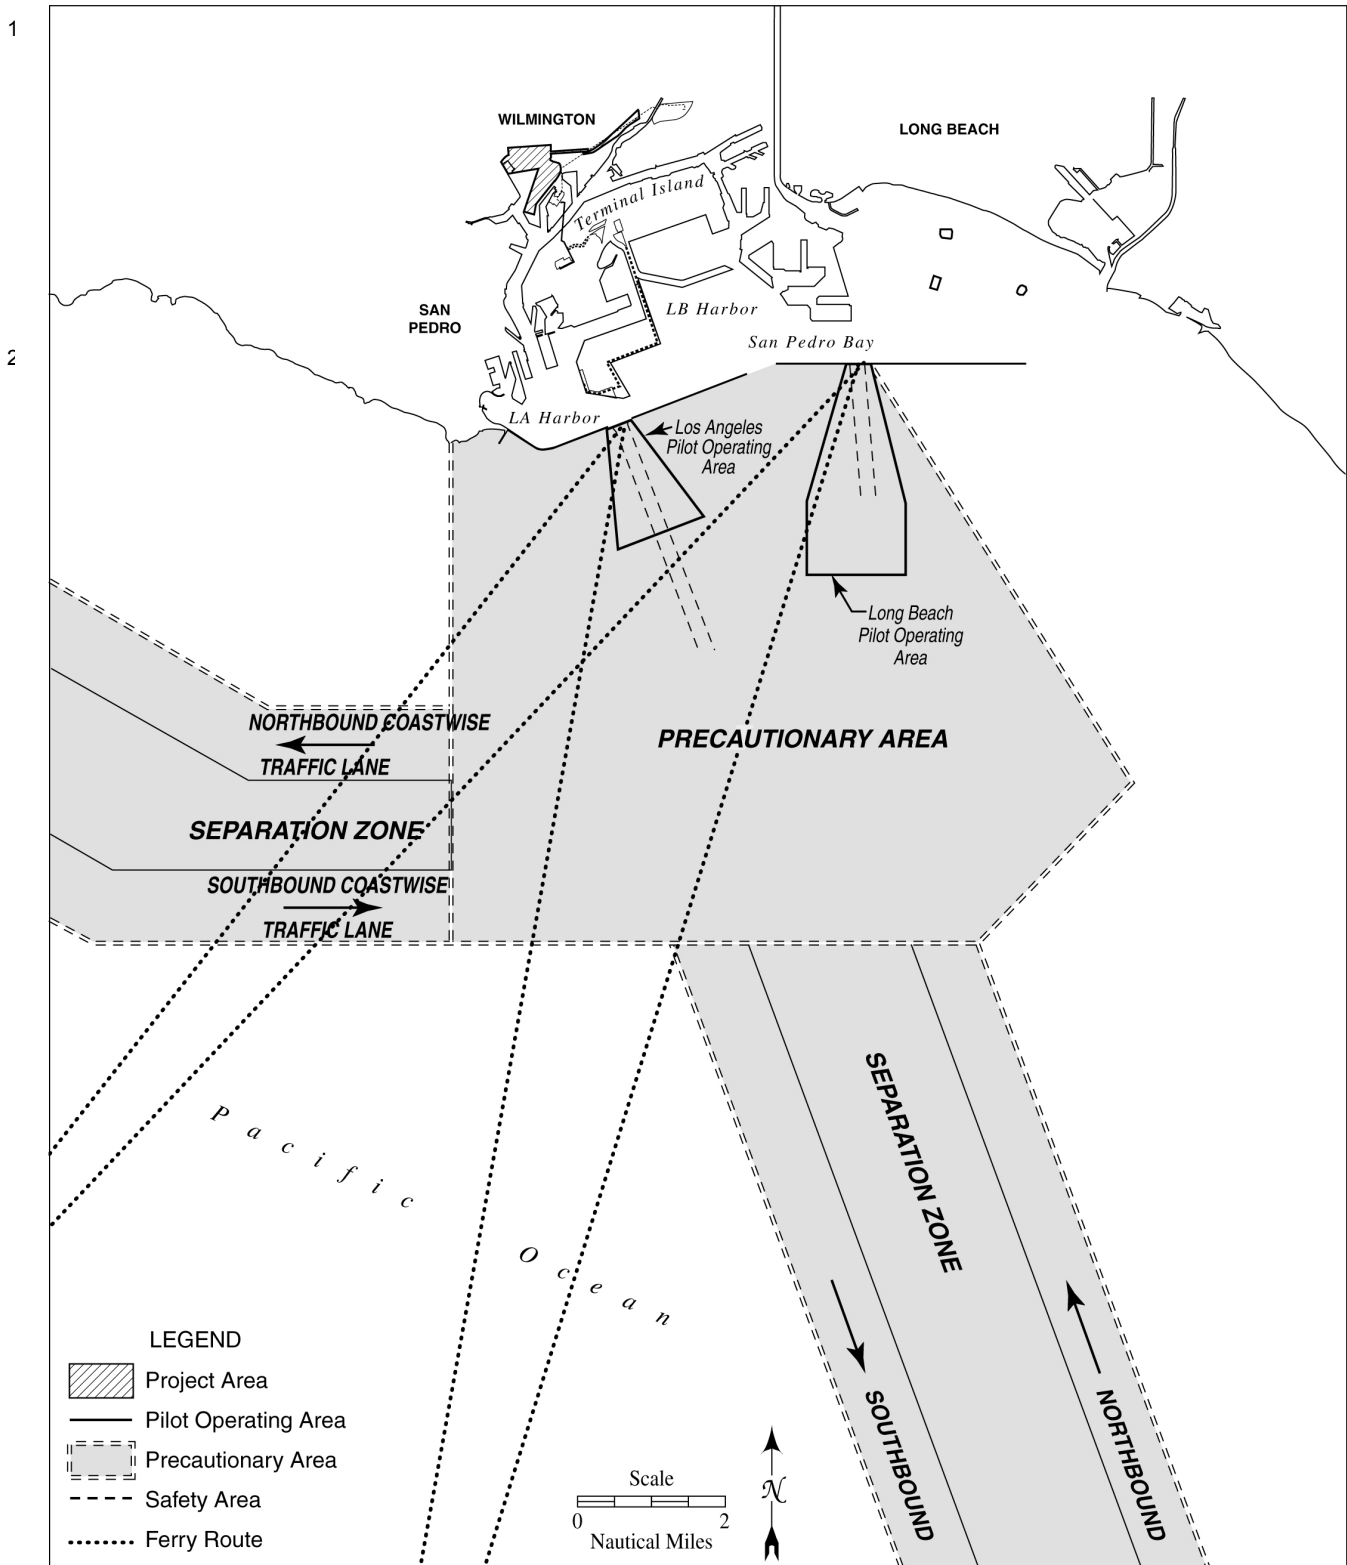 1
WILMINGTON
LONG BEACH
Terminal Island
SAN
PEDRO
LB Harbor
2
San Pedro Bay
LA Harbor
Los Angeles
Pilot Operating
Area
Long Beach
Pilot Operating
Area
NORTHBOUND COASTWISE
TRAFFIC LANE
PRECAUTIONARY AREA
SEPARATION ZONE
SOUTHBOUND COASTWISE
TRAFFIC LANE
Pacific
Ocean
SEPARATION ZONE
SOUTHBOUND
NORTHBOUND
LEGEND
Project Area
Pilot Operating Area
Precautionary Area
Safety Area
Ferry Route
Scale
0 2
Nautical Miles
N